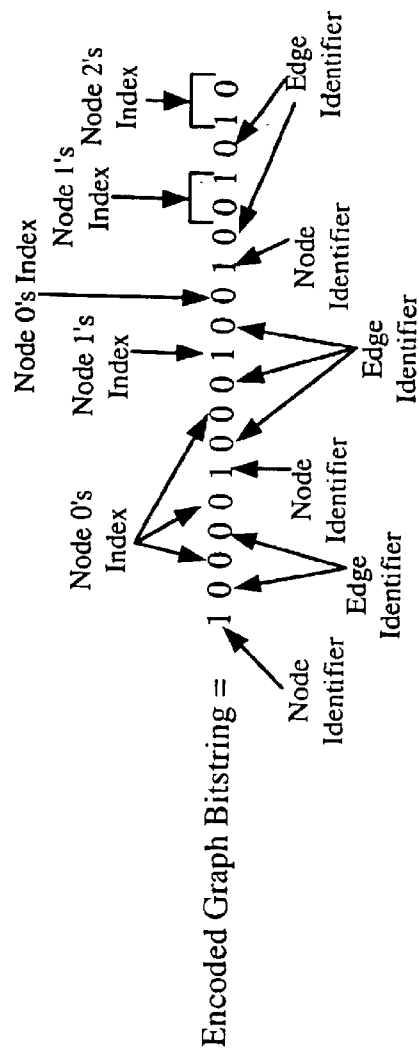 Node 0's Index
Node 0's
Index
Node 1's
Index
Node 1's
Index
Node 2's
Index
Encoded Graph Bitstring = 1 0 0 0 0 1 0 0 0 1 0 0 1 0 0 1 0 1 0
Node
Identifier
Edge
Identifier
Node
Identifier
Edge
Identifier
Node
Identifier
Edge
Identifier